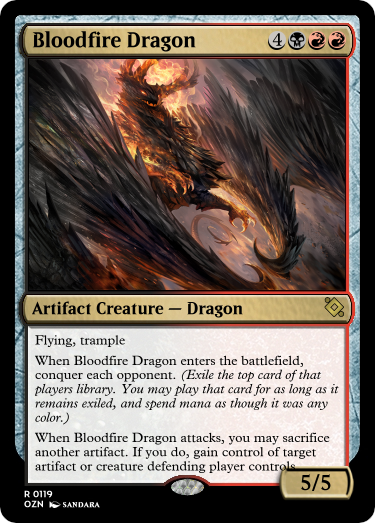 Bloodfire Dragon 4
Artifact Creature — Dragon
Flying, trample
When Bloodfire Dragon enters the battlefield,
conquer each opponent. (Exile the top card of that
players library. You may play that card for as long as it
remains exiled, and spend mana as though it was any
color.)
When Bloodfire Dragon attacks, you may sacrifice
another artifact. If you do, gain control of target
artifact or creature defending player controls.
5/5
R 0119
OZN SANDARA